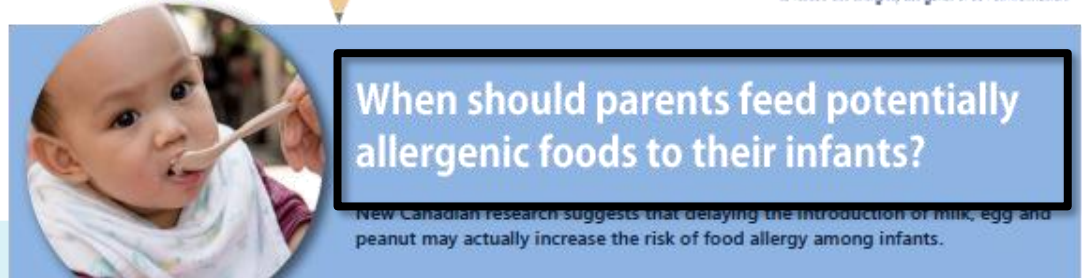 When should parents feed potentially
allergenic foods to their infants?
New Canadian research suggests that delaying the introduction of milk, egg and
peanut may actually increase the risk of food allergy among infants.